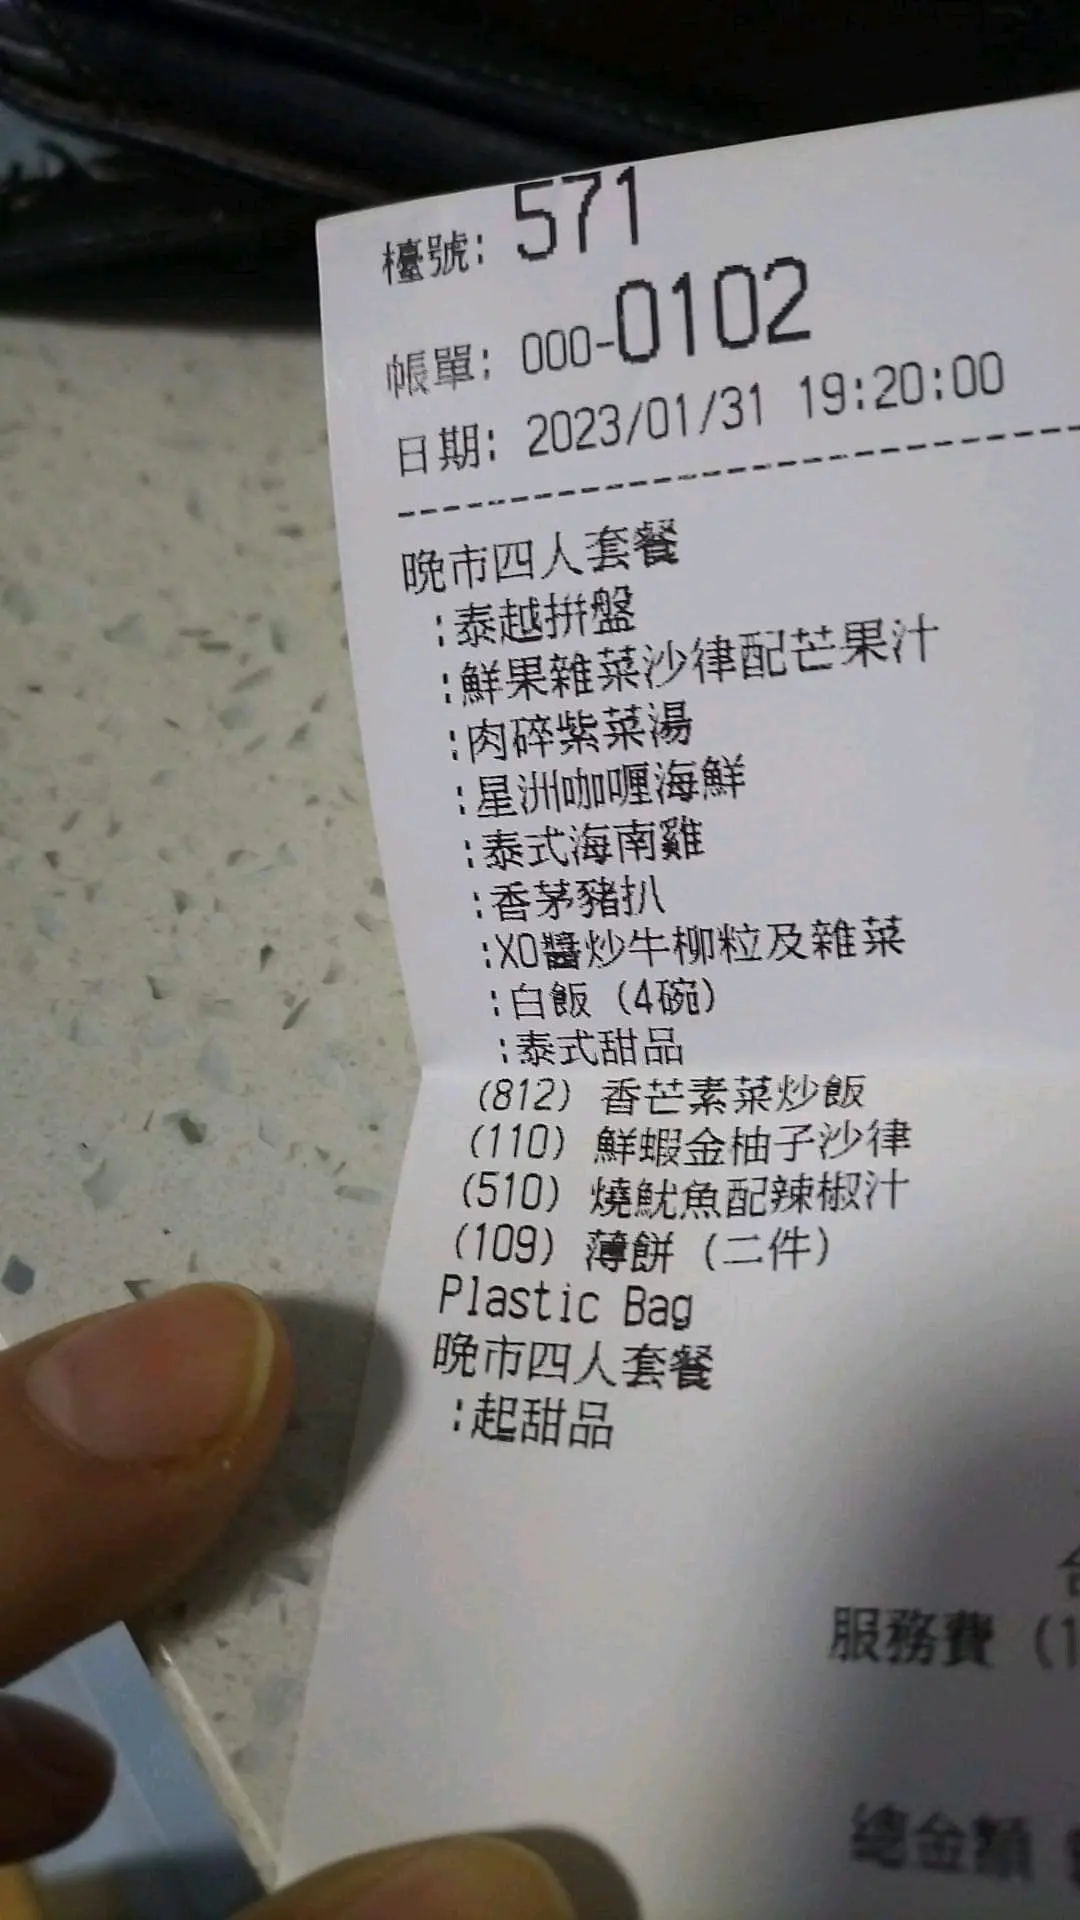 檯號: 571
帳單: 000-0102
日期: 2023/01/31 19:20:00
晚市四人套餐
:泰越拼盤
:鮮果雜菜沙律配芒果汁
:肉碎紫菜湯
:星洲咖喱海鮮
:泰式海南雞
:香茅豬扒
:XO醬炒牛柳粒及雜菜
:白飯 (4碗)
:泰式甜品
(812) 香芒素菜炒飯
(110) 鮮蝦金柚子沙律
(510) 燒魷魚配辣椒汁
(109) 薄餅 (二件)
Plastic Bag
晚市四人套餐
:起甜品
服務費 (1
總金額